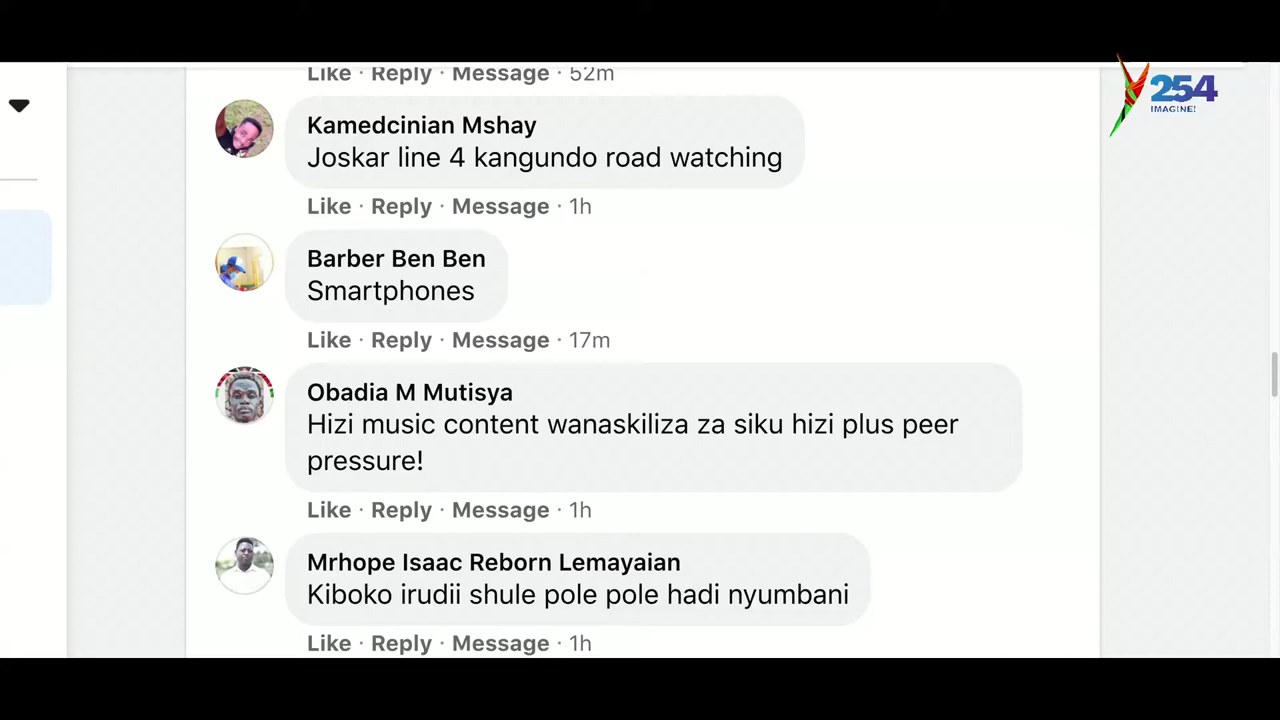 Like · Reply · Message · 52m
Y254
IMAGINE!
Kamedcinian Mshay
Joskar line 4 kangundo road watching
Like · Reply · Message · 1h
Barber Ben Ben
Smartphones
Like · Reply · Message · 17m
Obadia M Mutisya
Hizi music content wanaskiliza za siku hizi plus peer
pressure!
Like · Reply · Message · 1h
Mrhope Isaac Reborn Lemayaian
Kiboko irudii shule pole pole hadi nyumbani
Like · Reply · Message · 1h